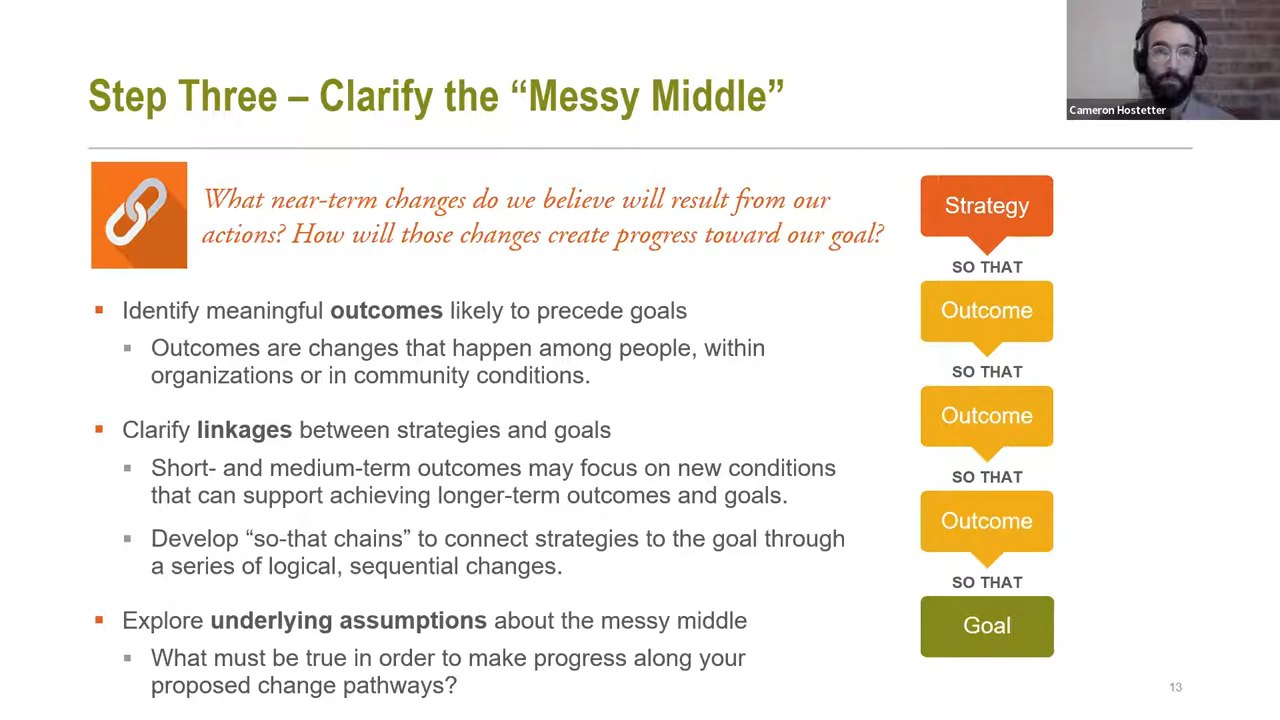 Step Three – Clarify the “Messy Middle”
Cameron Hostetter
What near-term changes do we believe will result from our
actions? How will those changes create progress toward our goal?
Identify meaningful outcomes likely to precede goals
Outcomes are changes that happen among people, within
organizations or in community conditions.
Clarify linkages between strategies and goals
Short- and medium-term outcomes may focus on new conditions
that can support achieving longer-term outcomes and goals.
Develop “so-that chains” to connect strategies to the goal through
a series of logical, sequential changes.
Explore underlying assumptions about the messy middle
What must be true in order to make progress along your
proposed change pathways?
Strategy
SO THAT
Outcome
SO THAT
Outcome
SO THAT
Outcome
SO THAT
Goal
13